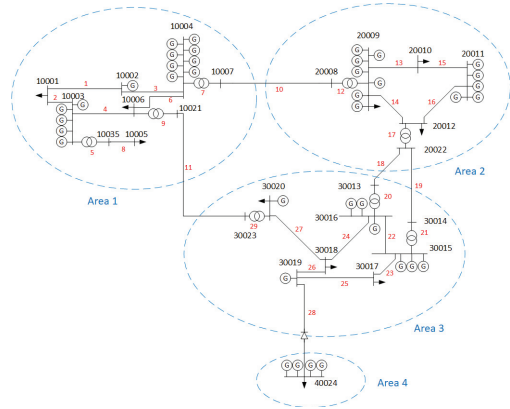 10004
G
G
G
G
G
G
G
G
10001
1
10002
G
3
10007
7
10
2
10003
G
10006
6
10021
4
9
G
G
G
G
5
10035
8
10005
Area 1
11
20009
G
G
G
G
G
G
20010
20011
13
15
20008
12
G
G
G
G
14
16
20012
17
20022
18
19
Area 2
30020
G
30013
20
G
G
30016
G
30014
21
30015
G
G
G
22
29
30023
27
24
30018
30019
G
26
30017
25
23
28
Area 3
G
G
G
G
40024
Area 4